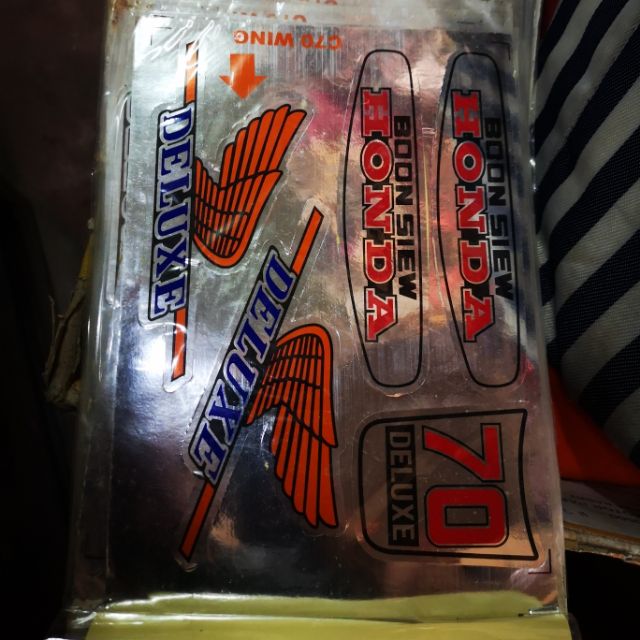 C70 WING
DELUXE
DELUXE
BOON SIEW
HONDA
BOON SIEW
HONDA
70
DELUXE